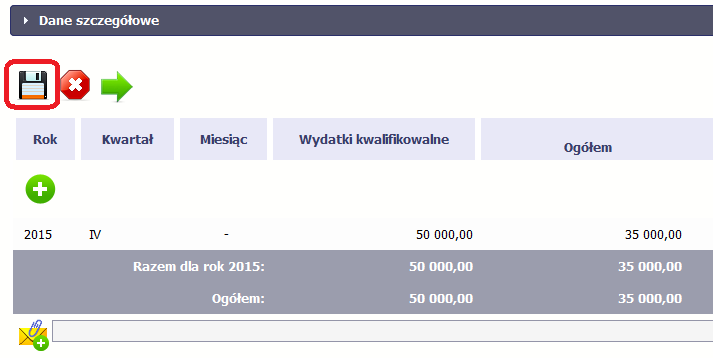 Dane szczegółowe
Rok Kwartał Miesiąc Wydatki kwalifikowalne Ogółem
2015 IV - 50 000,00 35 000,00
Razem dla rok 2015: 50 000,00 35 000,00
Ogółem: 50 000,00 35 000,00